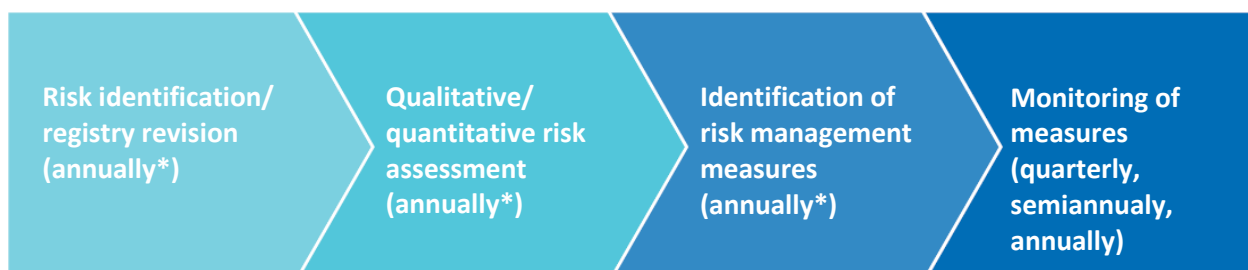 Risk identification/
registry revision
(annually*)
Qualitative/
quantitative risk
assessment
(annually*)
Identification of
risk management
measures
(annually*)
Monitoring of
measures
(quarterly,
semiannualy,
annually)